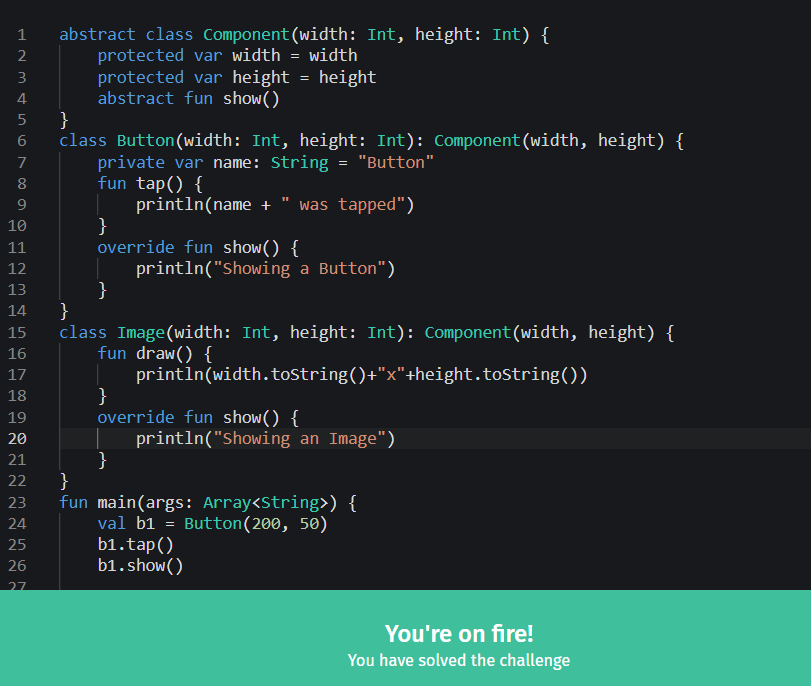 1 abstract class Component(width: Int, height: Int) {
2 protected var width = width
3 protected var height = height
4 abstract fun show()
5 }
6 class Button(width: Int, height: Int): Component(width, height) {
7 private var name: String = "Button"
8 fun tap() {
9 println(name + " was tapped")
10 }
11 override fun show() {
12 println("Showing a Button")
13 }
14 }
15 class Image(width: Int, height: Int): Component(width, height) {
16 fun draw() {
17 println(width.toString()+"x"+height.toString())
18 }
19 override fun show() {
20 println("Showing an Image")
21 }
22 }
23 fun main(args: Array<String>) {
24 val b1 = Button(200, 50)
25 b1.tap()
26 b1.show()
27
You're on fire!
You have solved the challenge